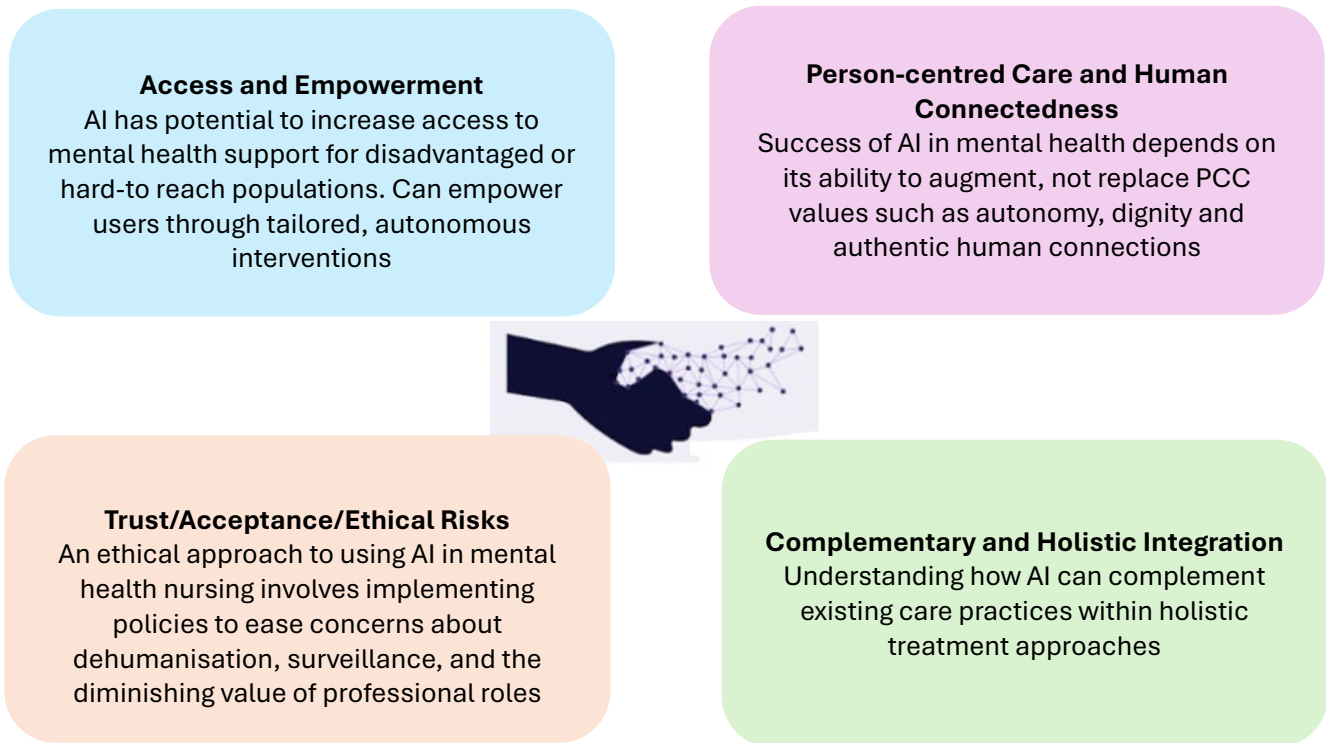 Access and Empowerment
AI has potential to increase access to
mental health support for disadvantaged or
hard-to reach populations. Can empower
users through tailored, autonomous
interventions
Person-centred Care and Human
Connectedness
Success of AI in mental health depends on
its ability to augment, not replace PCC
values such as autonomy, dignity and
authentic human connections
Trust/Acceptance/Ethical Risks
An ethical approach to using AI in mental
health nursing involves implementing
policies to ease concerns about
dehumanisation, surveillance, and the
diminishing value of professional roles
Complementary and Holistic Integration
Understanding how AI can complement
existing care practices within holistic
treatment approaches